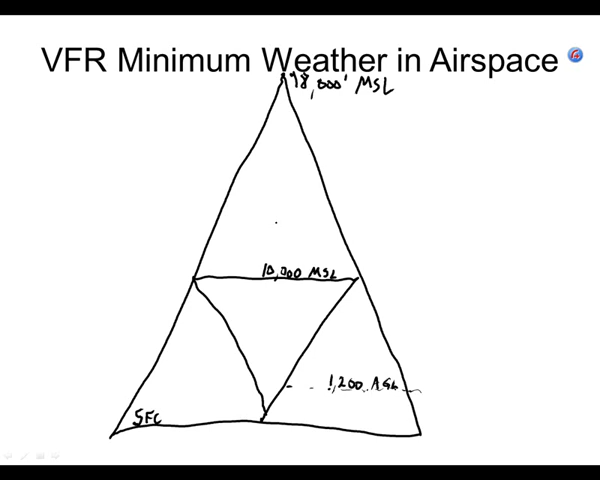 VFR Minimum Weather in Airspace
18,000' MSL
10,000 MSL
1,200 AGL
SFC